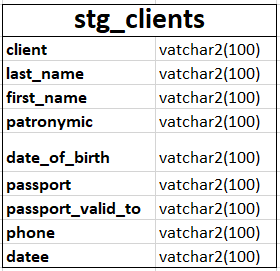 stg_clients
client vatchar2(100)
last_name vatchar2(100)
first_name vatchar2(100)
patronymic vatchar2(100)
date_of_birth vatchar2(100)
passport vatchar2(100)
passport_valid_to vatchar2(100)
phone vatchar2(100)
datee vatchar2(100)